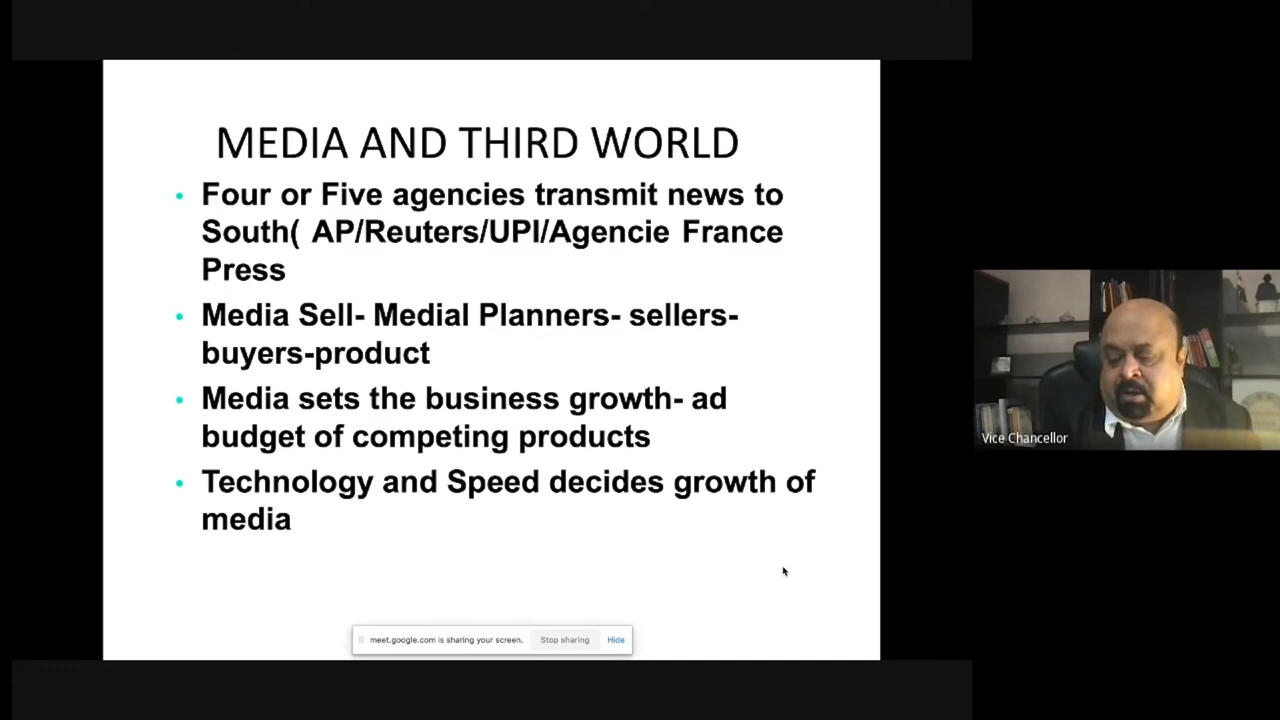 MEDIA AND THIRD WORLD
• Four or Five agencies transmit news to
South( AP/Reuters/UPI/Agencie France
Press
• Media Sell- Medial Planners- sellers-
buyers-product
• Media sets the business growth- ad
budget of competing products
• Technology and Speed decides growth of
media
Vice Chancellor
meet.google.com is sharing your screen. Stop sharing Hide